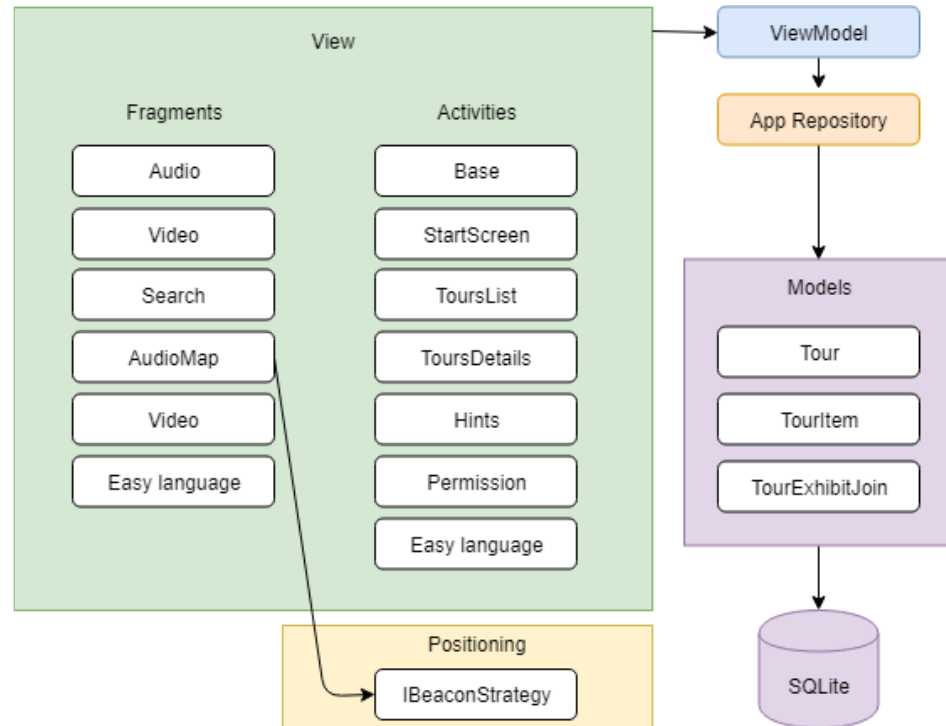 View
Fragments
Audio
Video
Search
AudioMap
Video
Easy language
Activities
Base
StartScreen
ToursList
ToursDetails
Hints
Permission
Easy language
Positioning
IBeaconStrategy
ViewModel
App Repository
Models
Tour
TourItem
TourExhibitJoin
SQLite